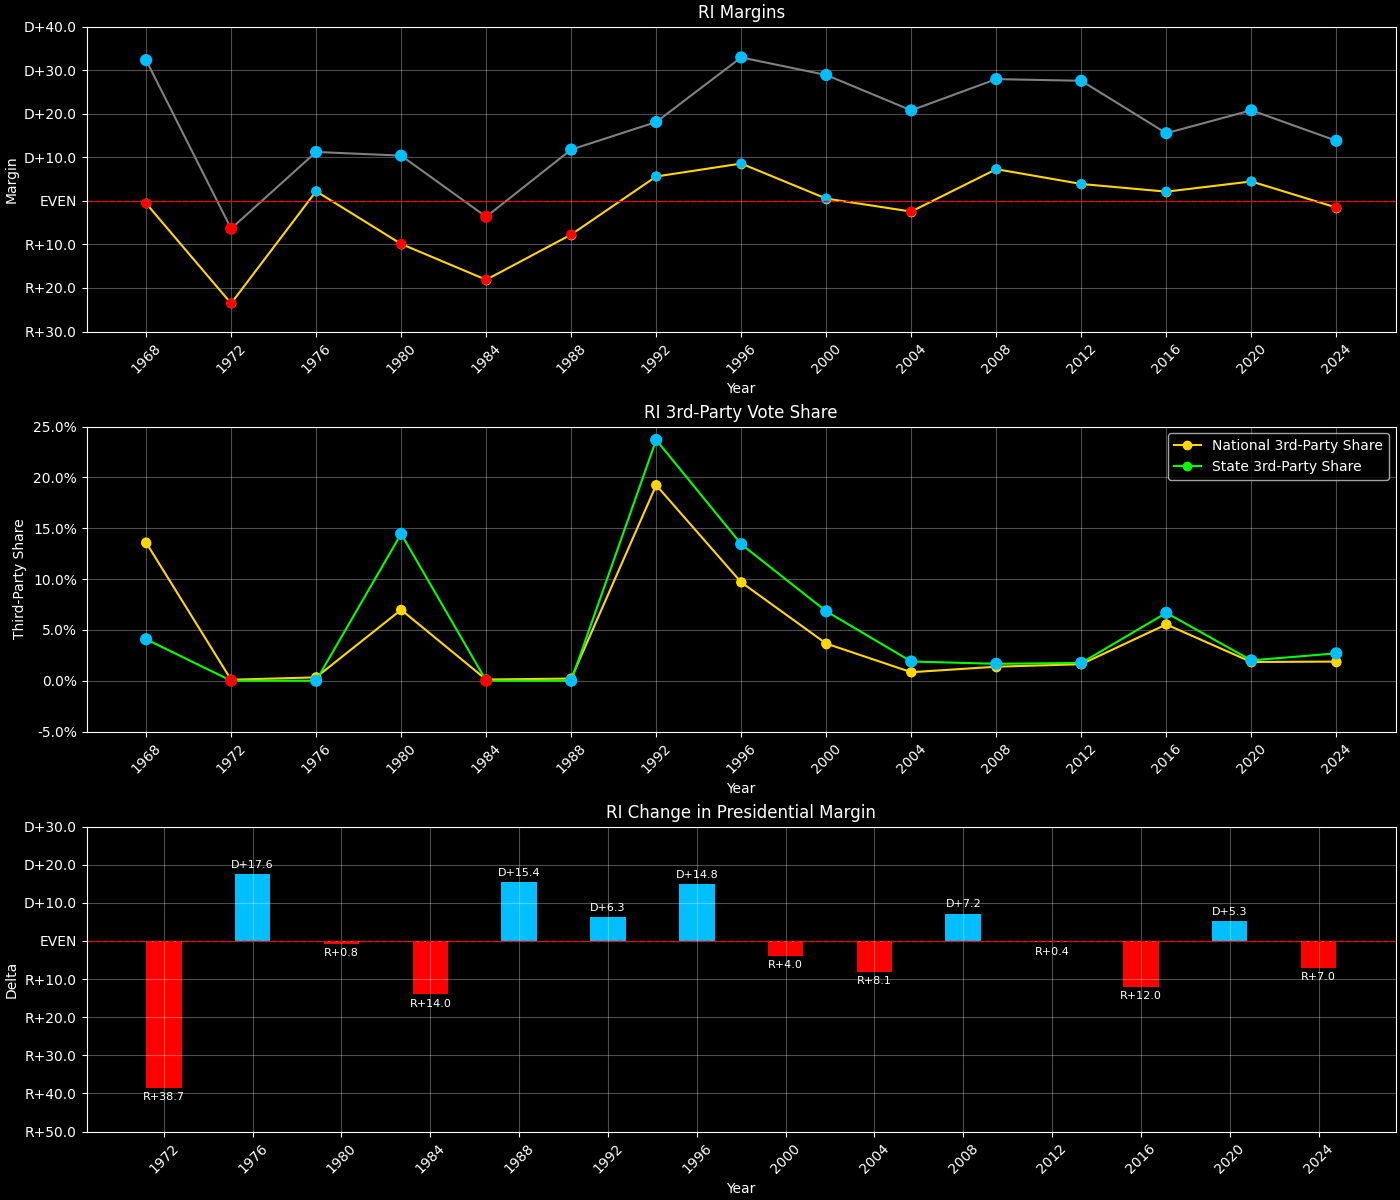 RI Margins
D+40.0
D+30.0
D+20.0
D+10.0
EVEN
R+10.0
R+20.0
R+30.0
Margin
1968 1972 1976 1980 1984 1988 1992 1996 2000 2004 2008 2012 2016 2020 2024
Year
RI 3rd-Party Vote Share
25.0%
20.0%
15.0%
10.0%
5.0%
0.0%
-5.0%
Third-Party Share
National 3rd-Party Share
State 3rd-Party Share
1968 1972 1976 1980 1984 1988 1992 1996 2000 2004 2008 2012 2016 2020 2024
Year
RI Change in Presidential Margin
D+30.0
D+20.0
D+10.0
EVEN
R+10.0
R+20.0
R+30.0
R+40.0
R+50.0
Delta
R+38.7
D+17.6
R+0.8
R+14.0
D+15.4
D+6.3
D+14.8
R+4.0
R+8.1
D+7.2
R+0.4
R+12.0
D+5.3
R+7.0
1972 1976 1980 1984 1988 1992 1996 2000 2004 2008 2012 2016 2020 2024
Year